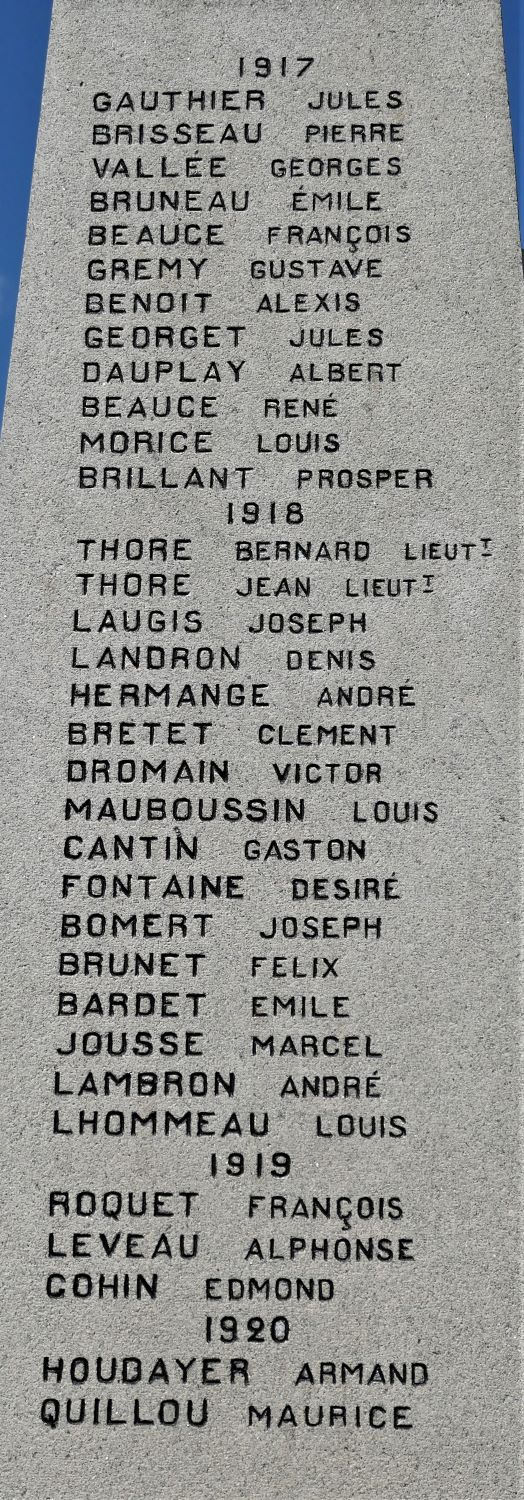 1917
GAUTHIER JULES
BRISSEAU PIERRE
VALLÉE GEORGES
BRUNEAU ÉMILE
BEAUCE FRANÇOIS
GREMY GUSTAVE
BENOIT ALEXIS
GEORGET JULES
DAUPLAY ALBERT
BEAUCE RENÉ
MORICE LOUIS
BRILLANT PROSPER
1918
THORE BERNARD LIEUTT
THORE JEAN LIEUTT
LAUGIS JOSEPH
LANDRON DENIS
HERMANGE ANDRÉ
BRETET CLEMENT
DROMAIN VICTOR
MAUBOUSSIN LOUIS
CANTIN GASTON
FONTAINE DESIRÉ
BOMERT JOSEPH
BRUNET FELIX
BARDET EMILE
JOUSSE MARCEL
LAMBRON ANDRÉ
LHOMMEAU LOUIS
1919
ROQUET FRANÇOIS
LEVEAU ALPHONSE
COHIN EDMOND
1920
HOUDAYER ARMAND
QUILLOU MAURICE